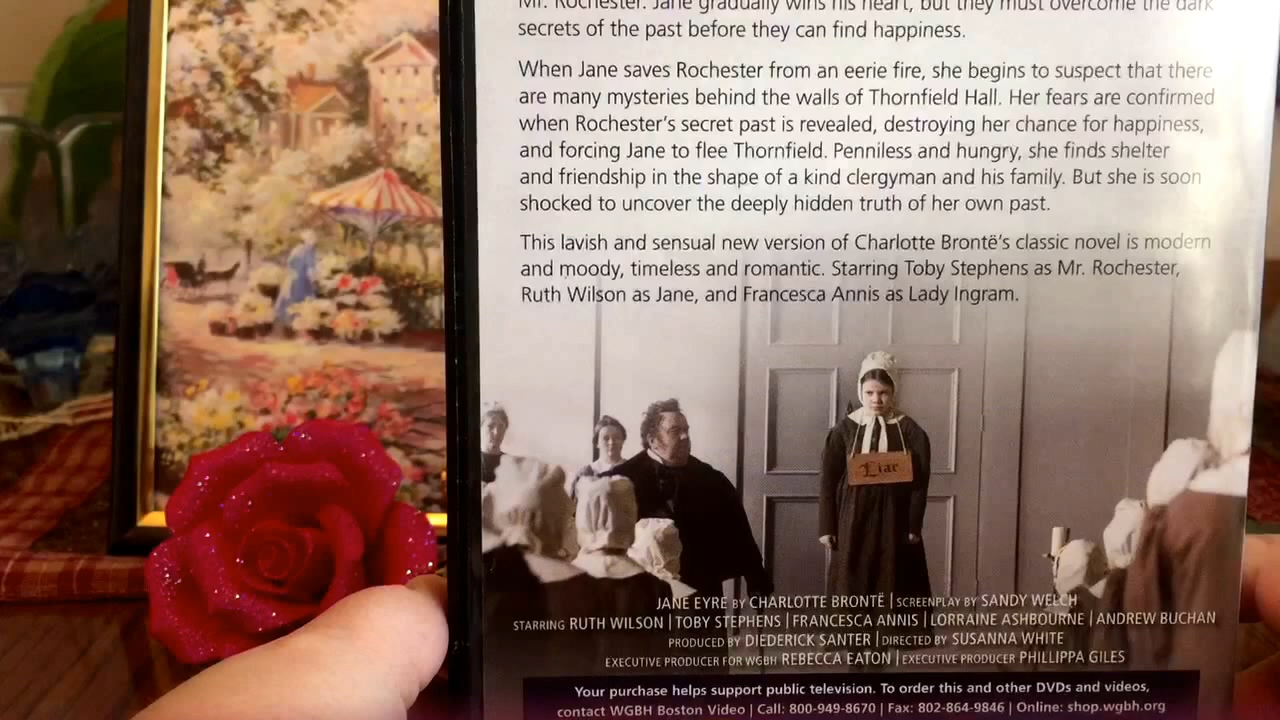 Mr. Rochester. Jane gradually wins his heart, but they must overcome the dark
secrets of the past before they can find happiness.
When Jane saves Rochester from an eerie fire, she begins to suspect that there
are many mysteries behind the walls of Thornfield Hall. Her fears are confirmed
when Rochester's secret past is revealed, destroying her chance for happiness,
and forcing Jane to flee Thornfield. Penniless and hungry, she finds shelter
and friendship in the shape of a kind clergyman and his family. But she is soon
shocked to uncover the deeply hidden truth of her own past.
This lavish and sensual new version of Charlotte Brontë's classic novel is modern
and moody, timeless and romantic. Starring Toby Stephens as Mr. Rochester,
Ruth Wilson as Jane, and Francesca Annis as Lady Ingram.
Liar
JANE EYRE BY CHARLOTTE BRONTË | SCREENPLAY BY SANDY WELCH
STARRING RUTH WILSON | TOBY STEPHENS | FRANCESCA ANNIS | LORRAINE ASHBOURNE | ANDREW BUCHAN
PRODUCED BY DIEDERICK SANTER | DIRECTED BY SUSANNA WHITE
EXECUTIVE PRODUCER FOR WGBH REBECCA EATON | EXECUTIVE PRODUCER PHILLIPPA GILES
Your purchase helps support public television. To order this and other DVDs and videos,
contact WGBH Boston Video | Call: 800-949-8670 | Fax: 802-864-9846 | Online: shop.wgbh.org